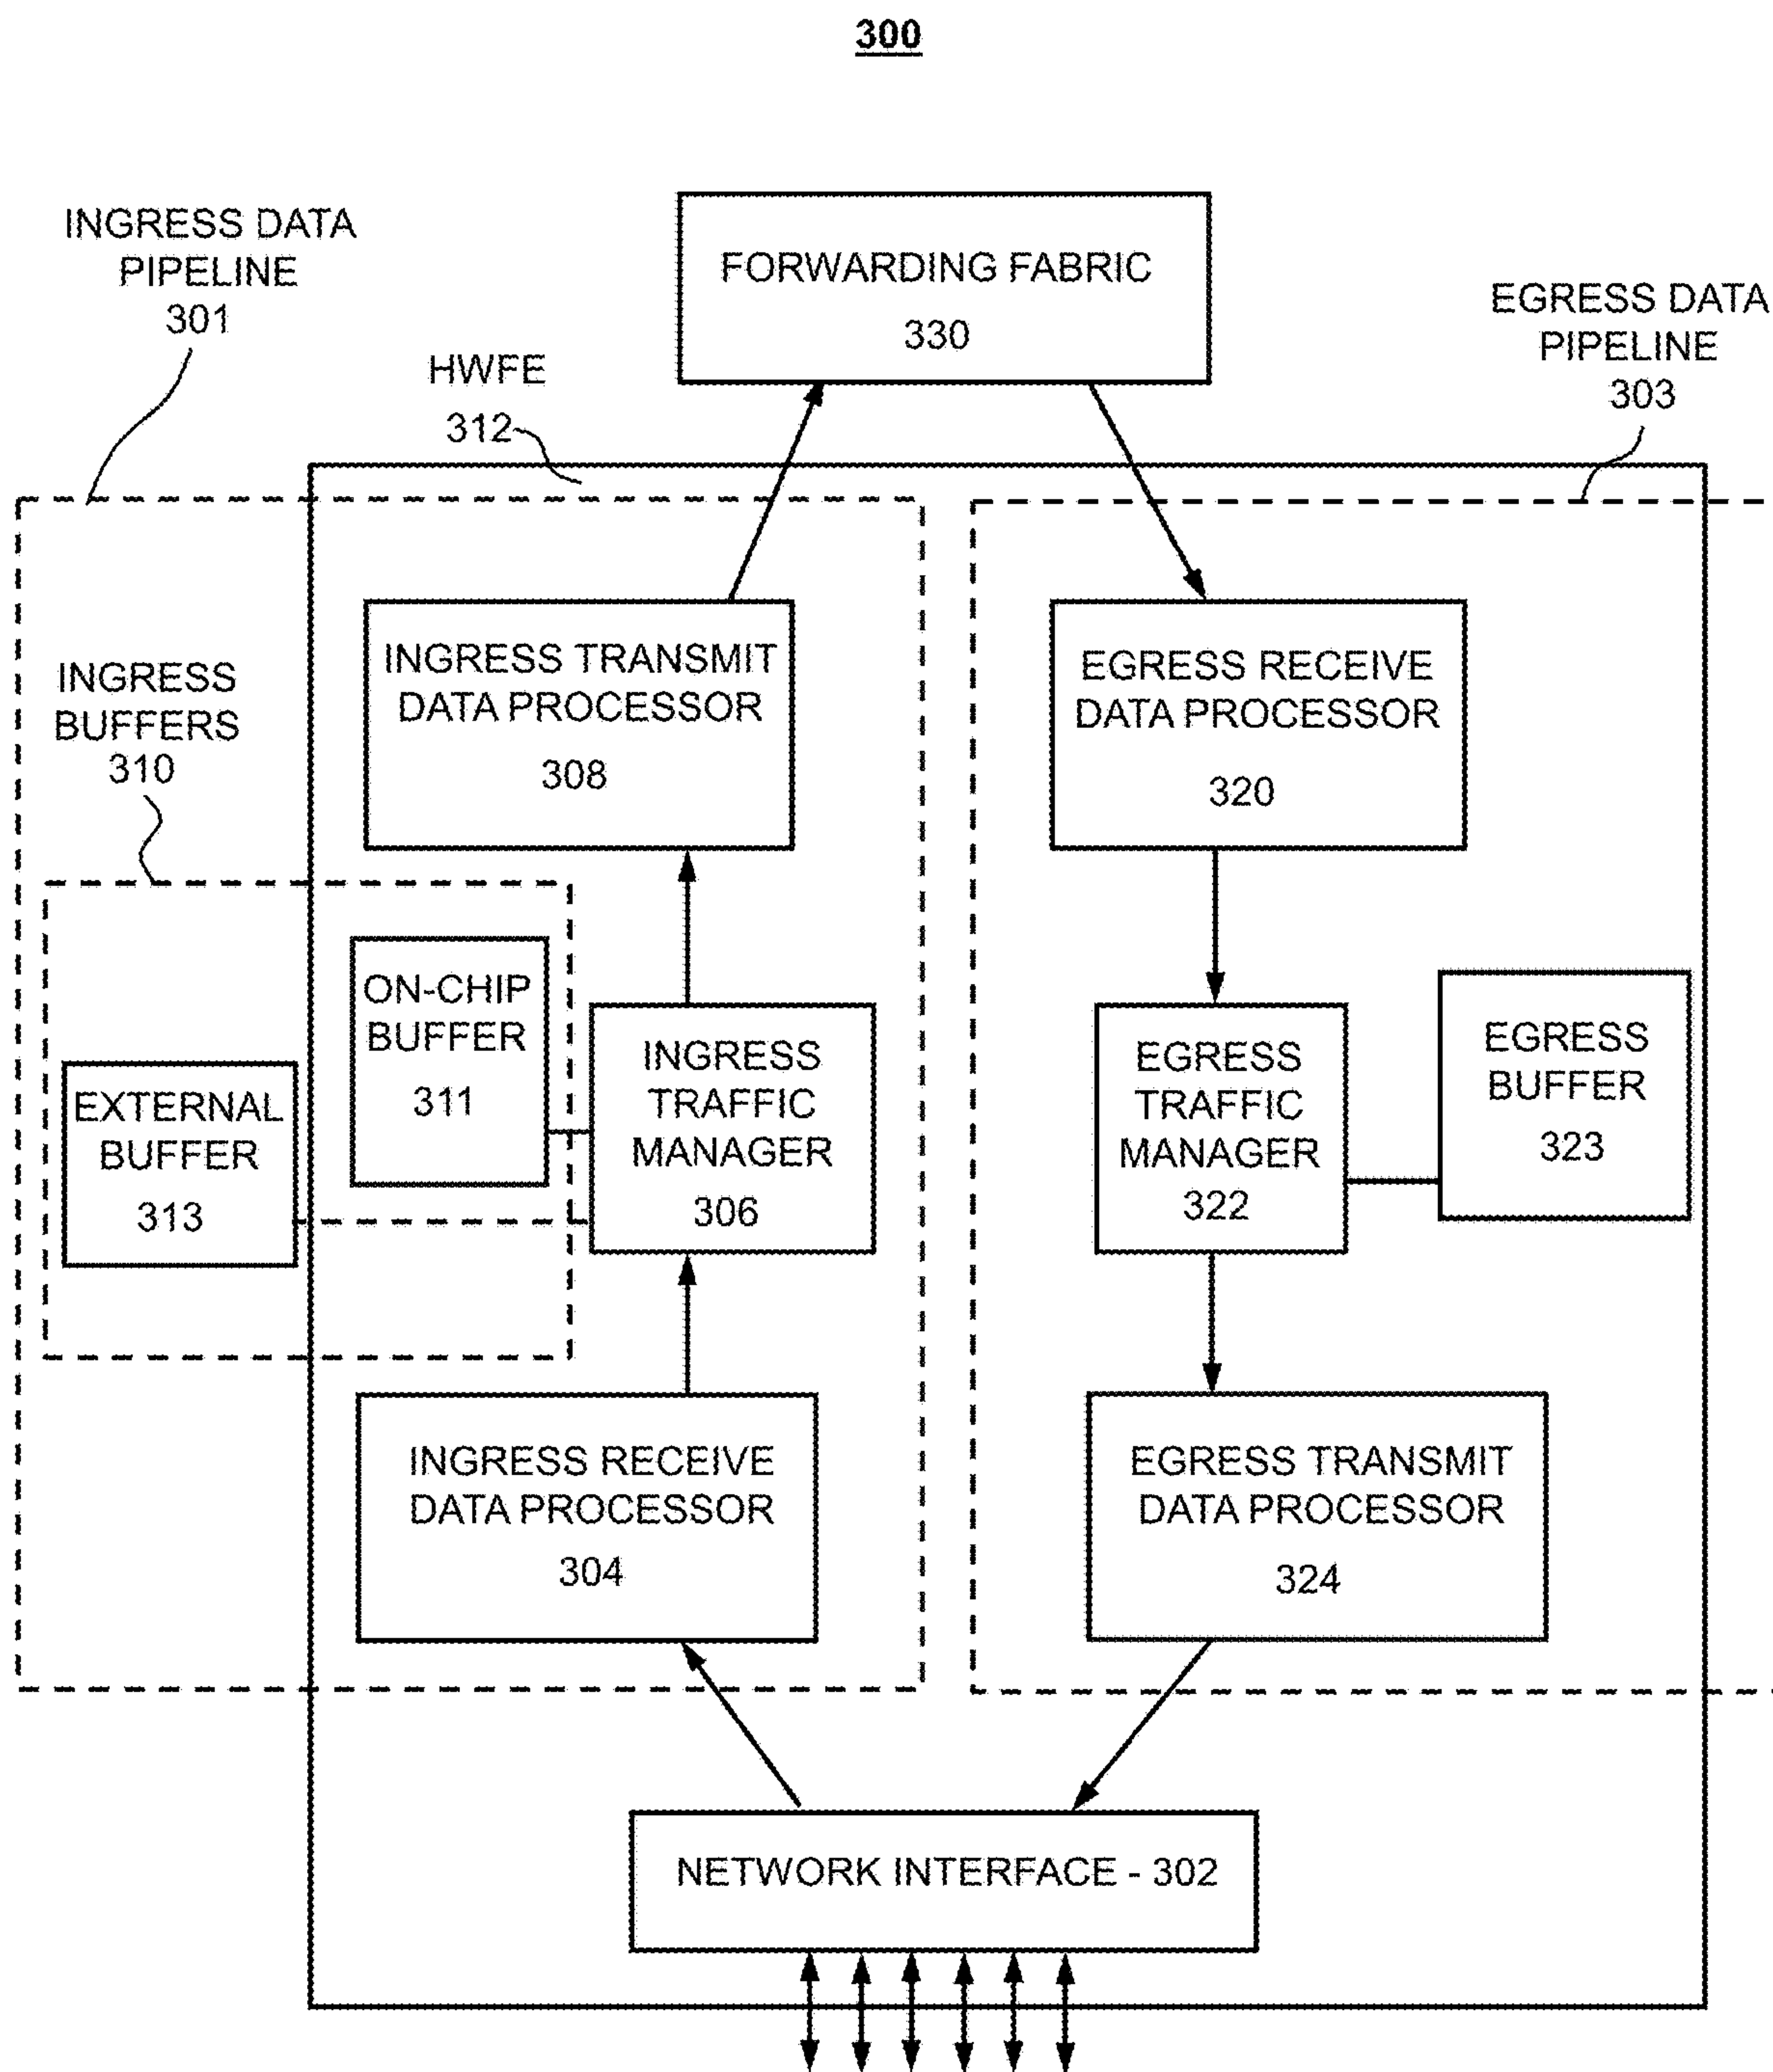 300
INGRESS DATA
PIPELINE
301
FORWARDING FABRIC
330
EGRESS DATA
PIPELINE
303
HWFE
312
INGRESS TRANSMIT
DATA PROCESSOR
308
EGRESS RECEIVE
DATA PROCESSOR
320
INGRESS
BUFFERS
310
ON-CHIP
BUFFER
311
EXTERNAL
BUFFER
313
INGRESS
TRAFFIC
MANAGER
306
EGRESS
TRAFFIC
MANAGER
322
EGRESS
BUFFER
323
INGRESS RECEIVE
DATA PROCESSOR
304
EGRESS TRANSMIT
DATA PROCESSOR
324
NETWORK INTERFACE - 302